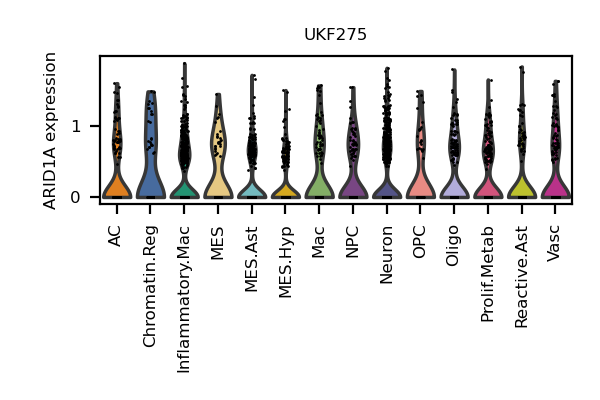 UKF275
ARID1A expression
1
0
AC
Chromatin.Reg
Inflammatory.Mac
MES
MES.Ast
MES.Hyp
Mac
NPC
Neuron
OPC
Oligo
Prolif.Metab
Reactive.Ast
Vasc